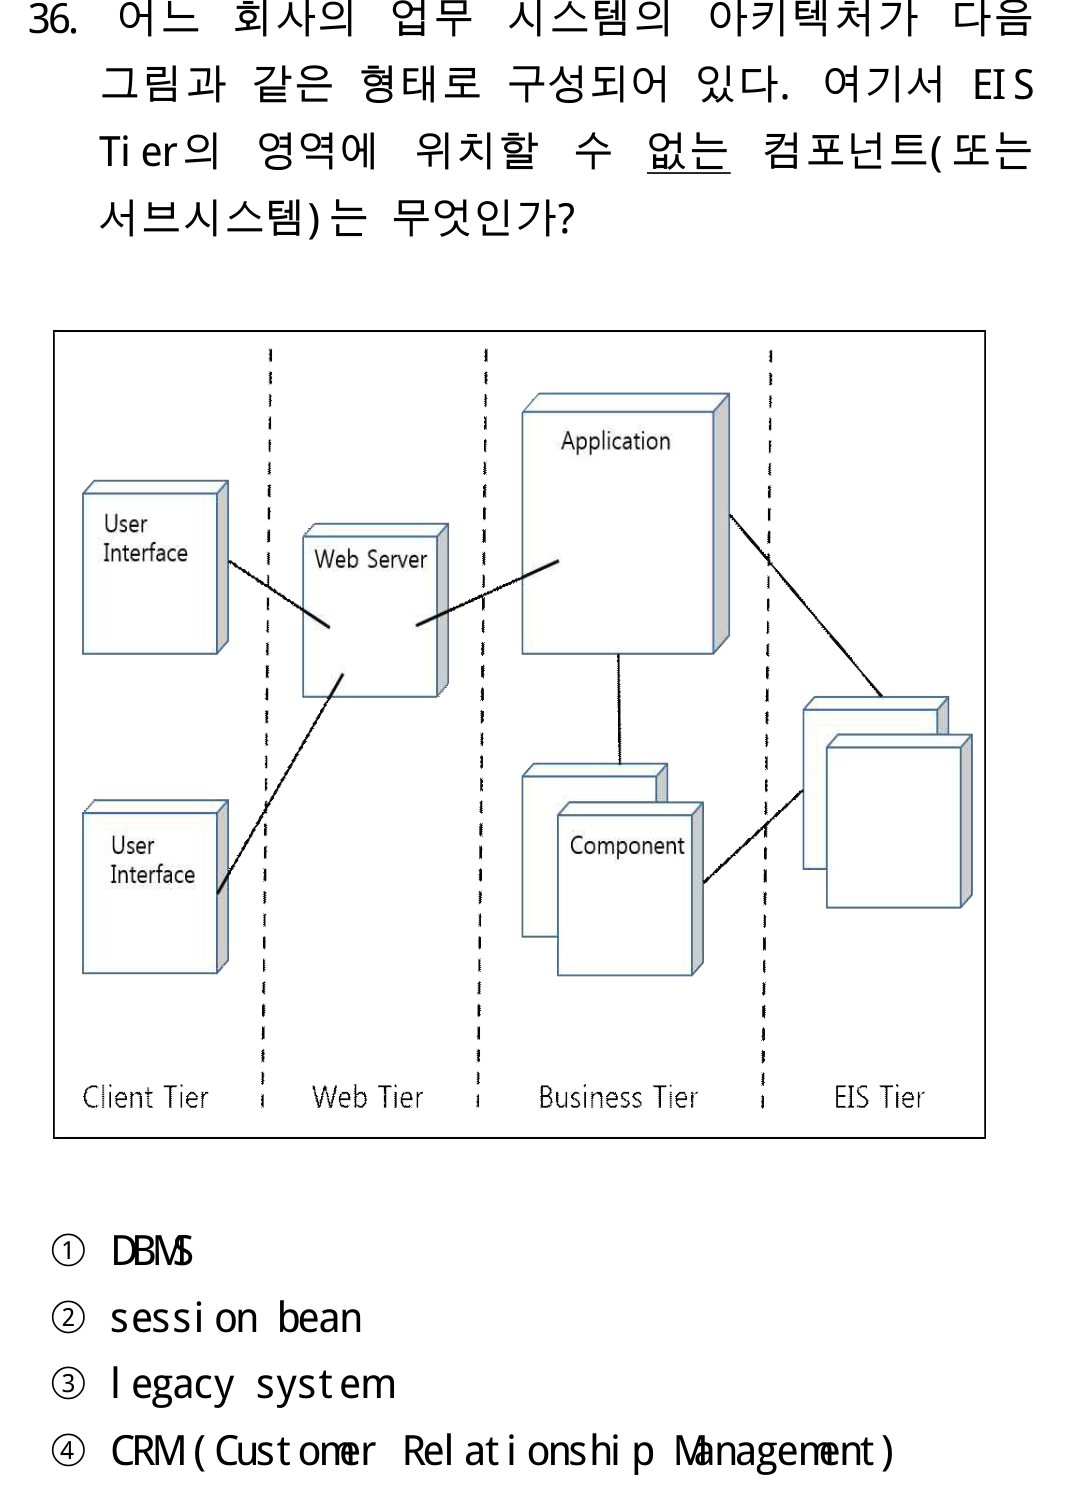 36. 어느 회사의 업무 시스템의 아키텍처가 다음
그림과 같은 형태로 구성되어 있다. 여기서 EIS
Tier의 영역에 위치할 수 없는 컴포넌트(또는
서브시스템)는 무엇인가?
Application
User
Interface
Web Server
User
Interface
Component
Client Tier
Web Tier
Business Tier
EIS Tier
① DBMS
② session bean
③ legacy system
④ CRM(Customer Relationship Management)